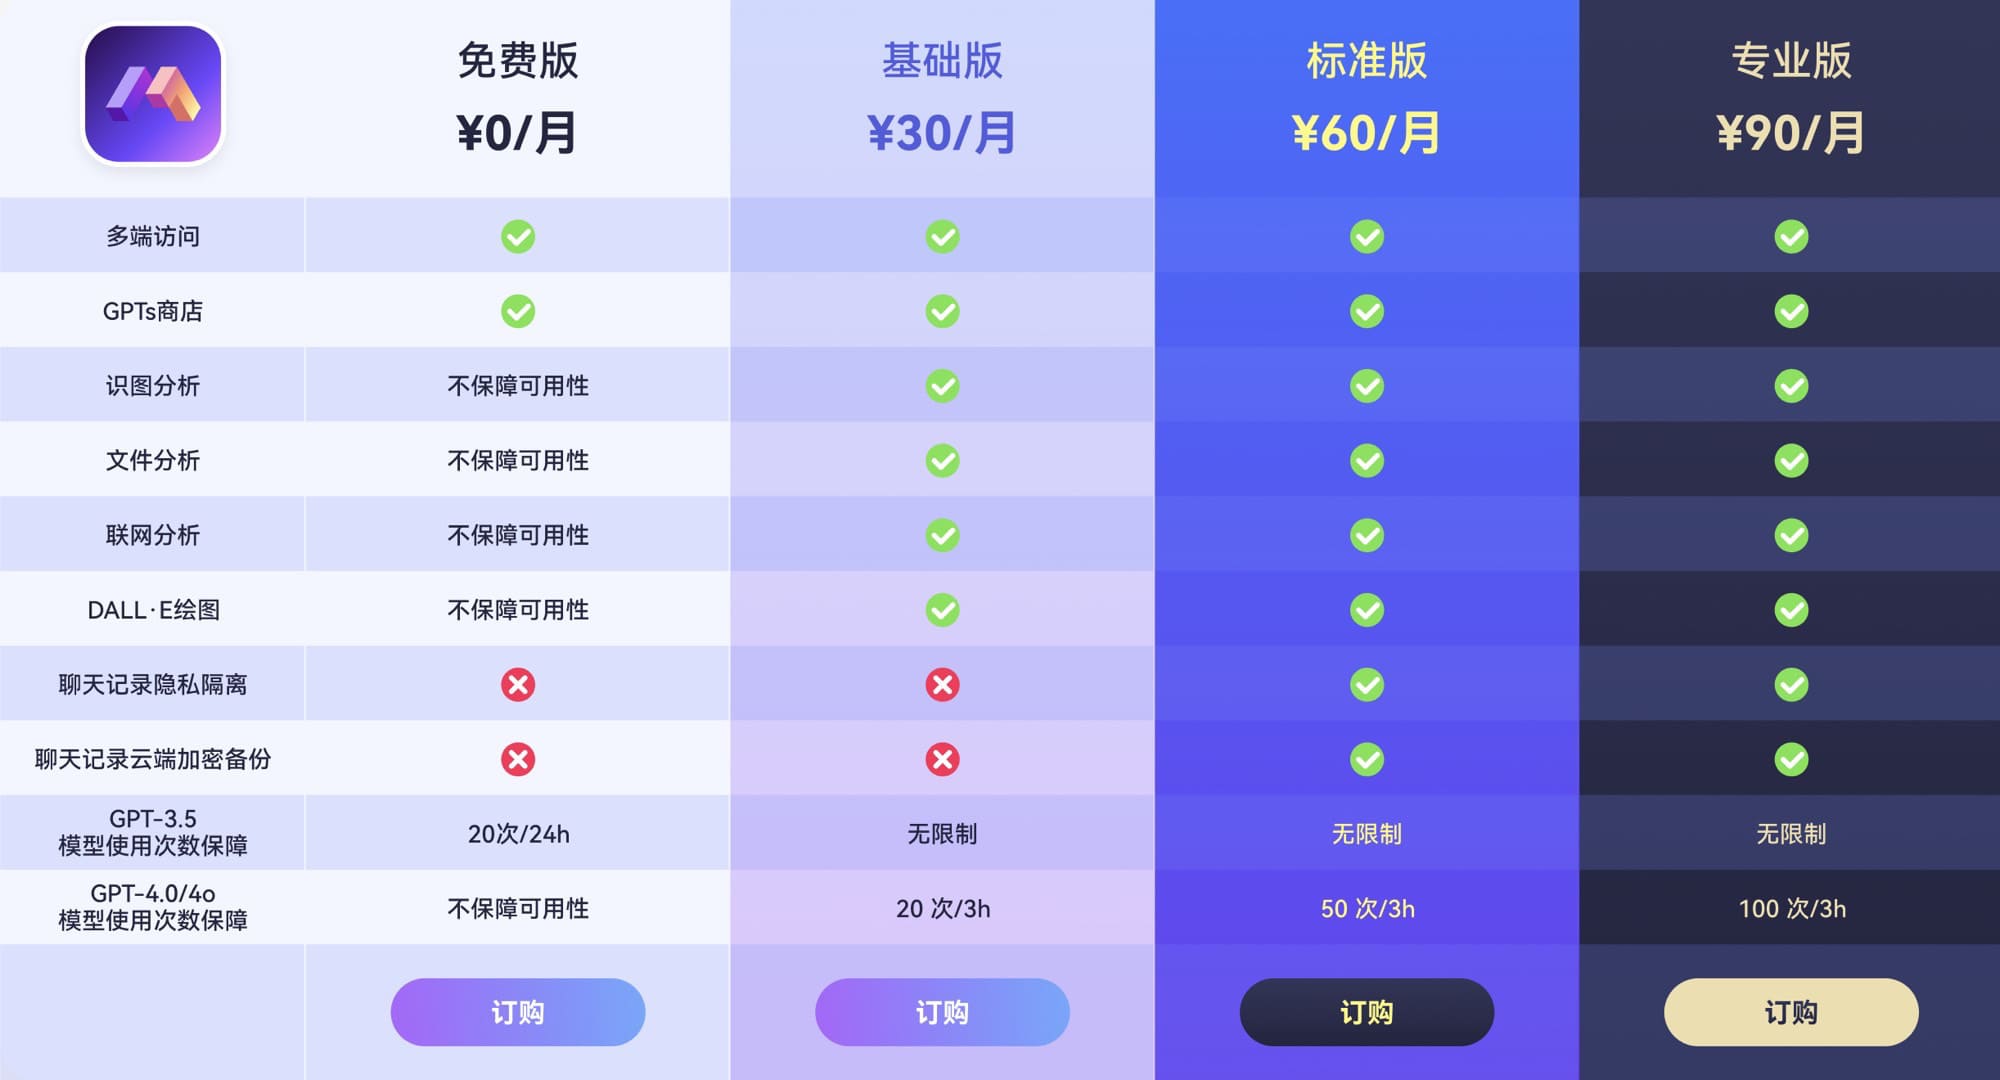 免费版
基础版
标准版
专业版
¥0/月
¥30/月
¥60/月
¥90/月
多端访问
GPTs商店
识图分析
不保障可用性
文件分析
不保障可用性
联网分析
不保障可用性
DALL·E绘图
不保障可用性
聊天记录隐私隔离
聊天记录云端加密备份
GPT-3.5
模型使用次数保障
20次/24h
无限制
无限制
无限制
GPT-4.0/4o
模型使用次数保障
不保障可用性
20 次/3h
50 次/3h
100 次/3h
订购
订购
订购
订购